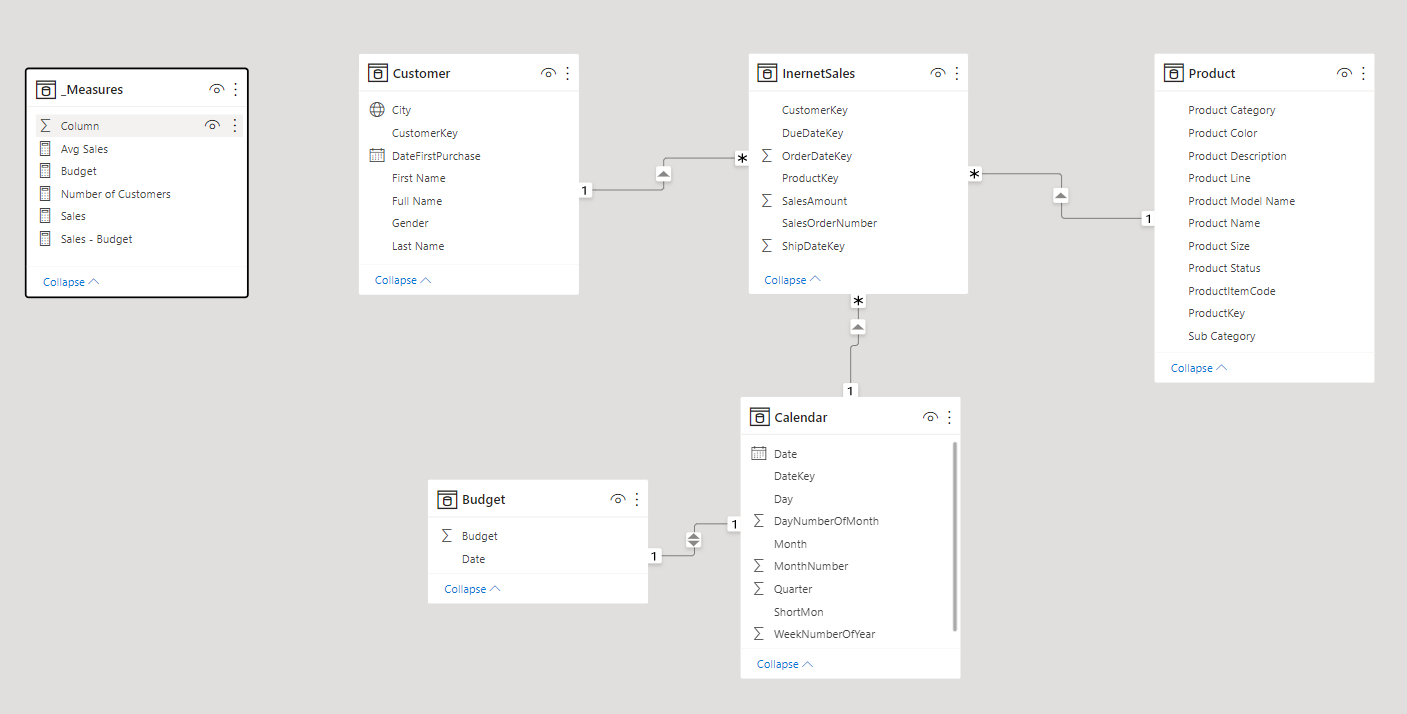 _Measures
Column
Avg Sales
Budget
Number of Customers
Sales
Sales - Budget
Collapse
Customer
City
CustomerKey
DateFirstPurchase
First Name
Full Name
Gender
Last Name
Collapse
1
*
InernetSales
CustomerKey
DueDateKey
OrderDateKey
ProductKey
SalesAmount
SalesOrderNumber
ShipDateKey
Collapse
*
1
Product
Product Category
Product Color
Product Description
Product Line
Product Model Name
Product Name
Product Size
Product Status
ProductItemCode
ProductKey
Sub Category
Collapse
*
1
Budget
Budget
Date
Collapse
1
1
Calendar
Date
DateKey
Day
DayNumberOfMonth
Month
MonthNumber
Quarter
ShortMon
WeekNumberOfYear
Collapse